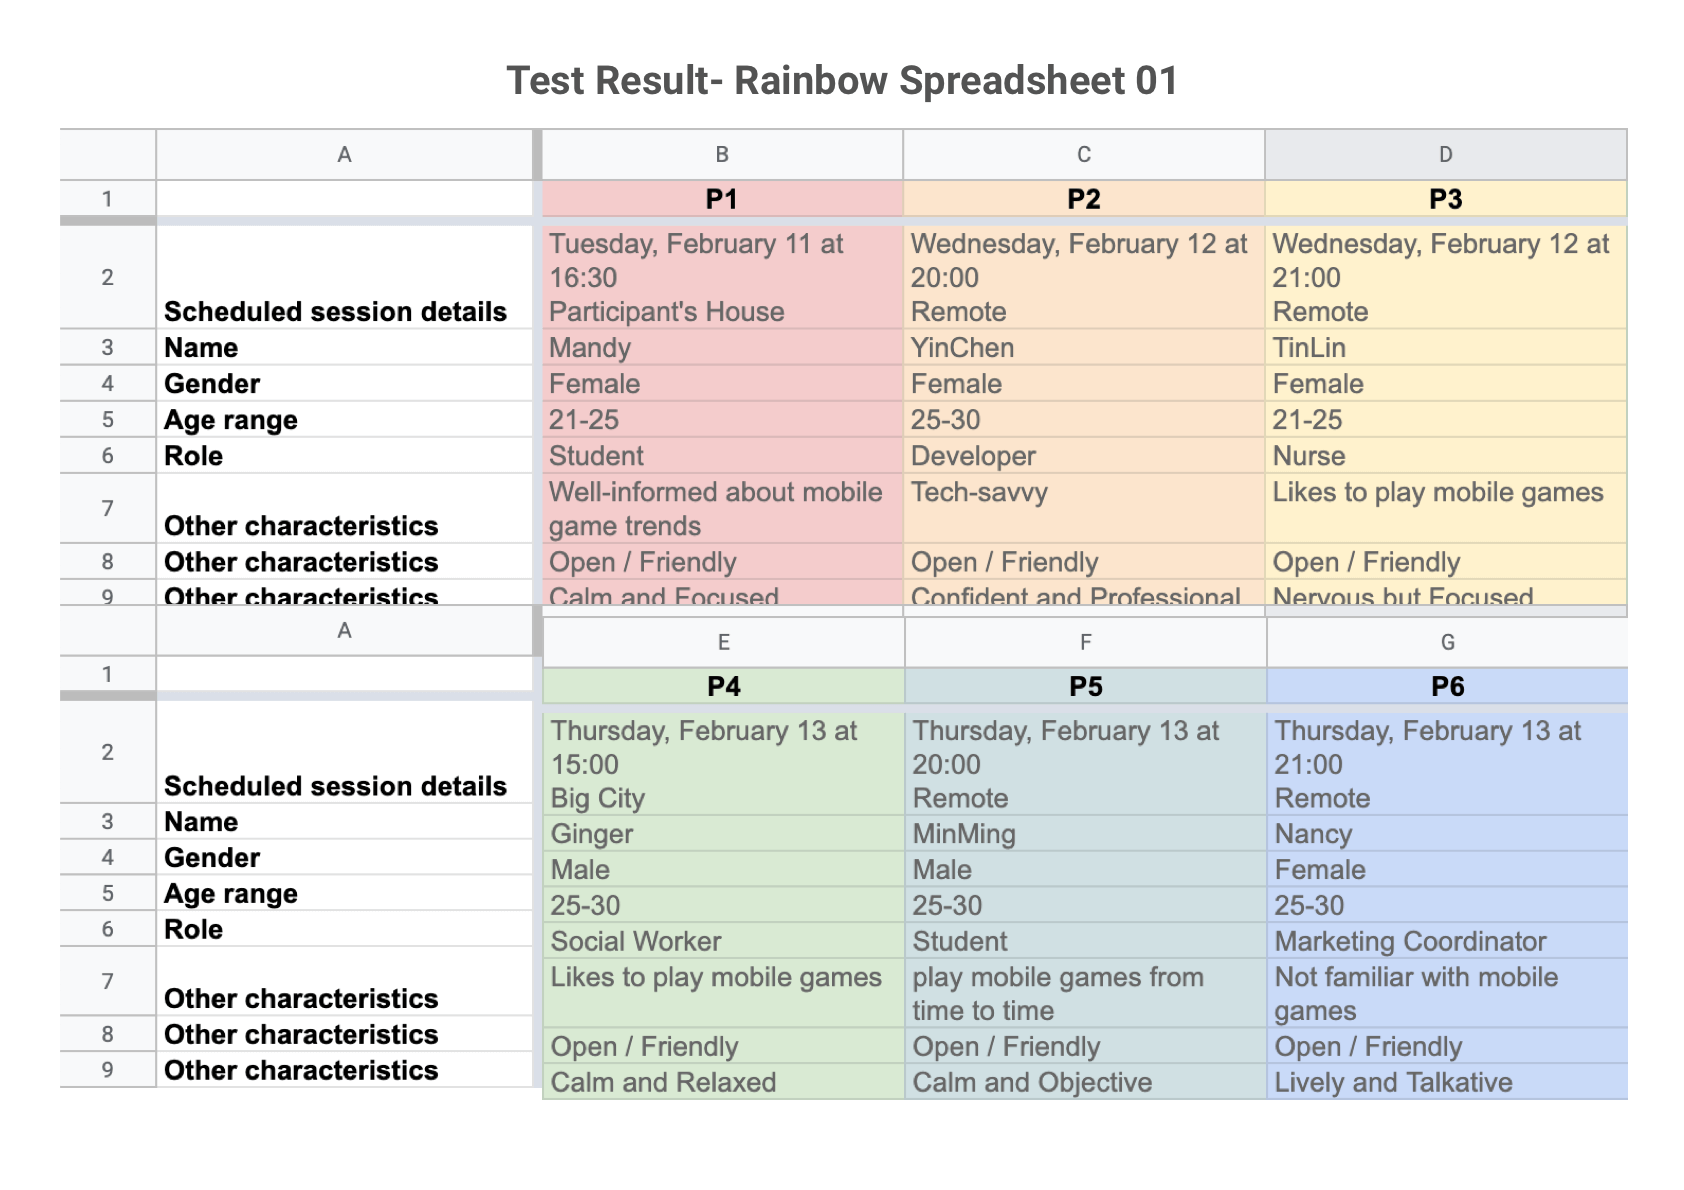 Test Result- Rainbow Spreadsheet 01
A B C D
1 P1 P2 P3
Tuesday, February 11 at Wednesday, February 12 at Wednesday, February 12 at
2 16:30 20:00 21:00
Scheduled session details Participant's House Remote Remote
3 Name Mandy YinChen TinLin
4 Gender Female Female Female
5 Age range 21-25 25-30 21-25
6 Role Student Developer Nurse
7 Well-informed about mobile Tech-savvy Likes to play mobile games
Other characteristics game trends
8 Other characteristics Open / Friendly Open / Friendly Open / Friendly
9 Other characteristics Calm and Focused Confident and Professional Nervous but Focused
A E F G
1 P4 P5 P6
Thursday, February 13 at Thursday, February 13 at Thursday, February 13 at
2 15:00 20:00 21:00
Scheduled session details Big City Remote Remote
3 Name Ginger MinMing Nancy
4 Gender Male Male Female
5 Age range 25-30 25-30 25-30
6 Role Social Worker Student Marketing Coordinator
7 Likes to play mobile games play mobile games from Not familiar with mobile
Other characteristics time to time games
8 Other characteristics Open / Friendly Open / Friendly Open / Friendly
9 Other characteristics Calm and Relaxed Calm and Objective Lively and Talkative